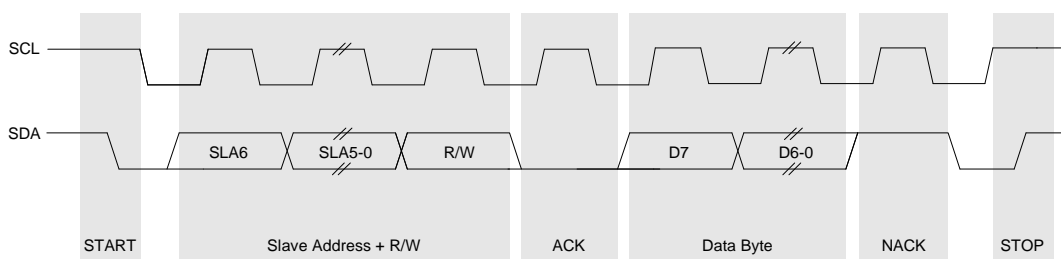 SCL
SDA
SLA6
SLA5-0
R/W
D7
D6-0
START
Slave Address + R/W
ACK
Data Byte
NACK
STOP